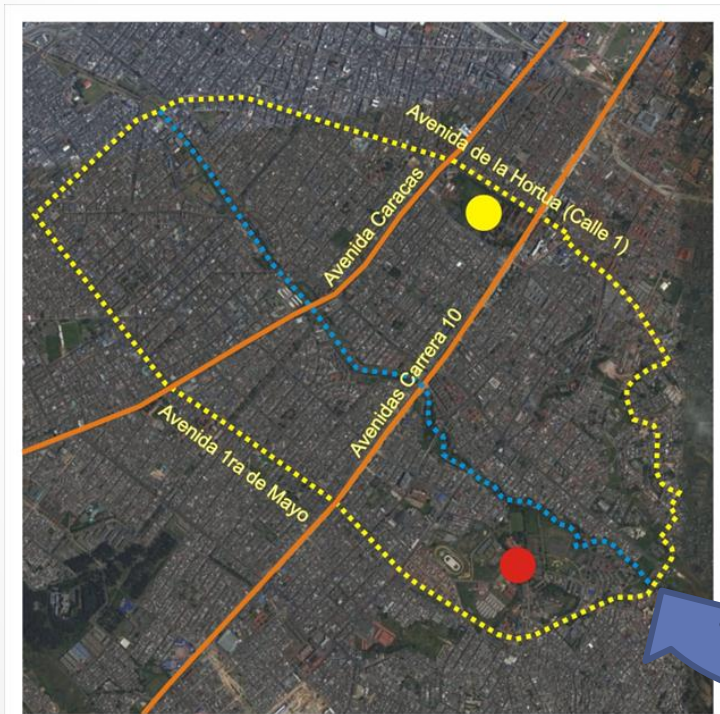 Avenida de la Hortua (Calle 1)
Avenida Caracas
Avenidas Carrera 10
Avenida 1ra de Mayo